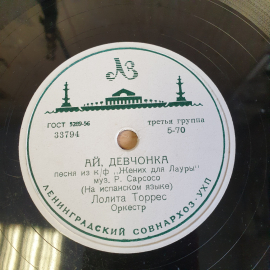 ЛЗ
ГОСТ 5289-56
третья группа
33794
5-70
АЙ, ДЕВЧОНКА
песня из к/ф „Жених для Лауры"
муз. Р. Сарсосо
(На испанском языке)
Лолита Торрес
Оркестр
ЛЕНИНГРАДСКИЙ СОВНАРХОЗ·УХП